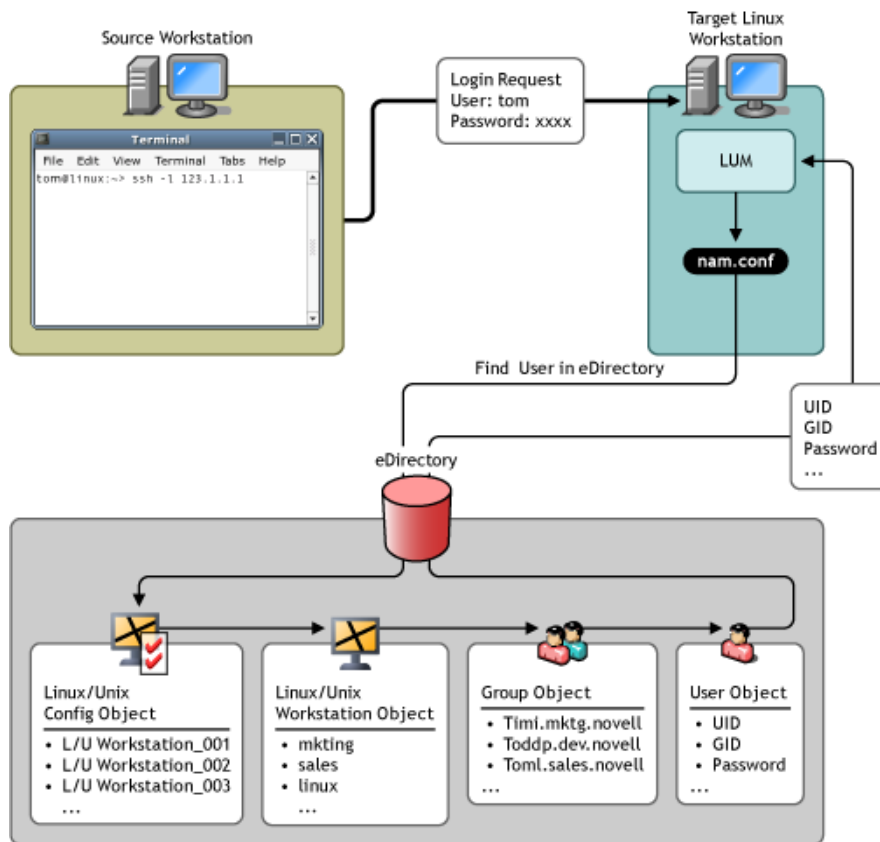 Source Workstation
Target Linux
Workstation
Login Request
User: tom
Password: xxxx
Terminal
File Edit View Terminal Tabs Help
tom@linux:~> ssh -l 123.1.1.1
LUM
nam.conf
Find User in eDirectory
UID
GID
Password
...
eDirectory
Linux/Unix
Config Object
• L/U Workstation_001
• L/U Workstation_002
• L/U Workstation_003
...
Linux/Unix
Workstation Object
• mkting
• sales
• linux
...
Group Object
• Timi.mktg.novell
• Toddp.dev.novell
• Toml.sales.novell
...
User Object
• UID
• GID
• Password
...